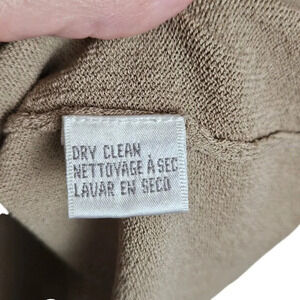 DRY CLEAN
NETTOYAGE À SEC
LAVAR EN SECO